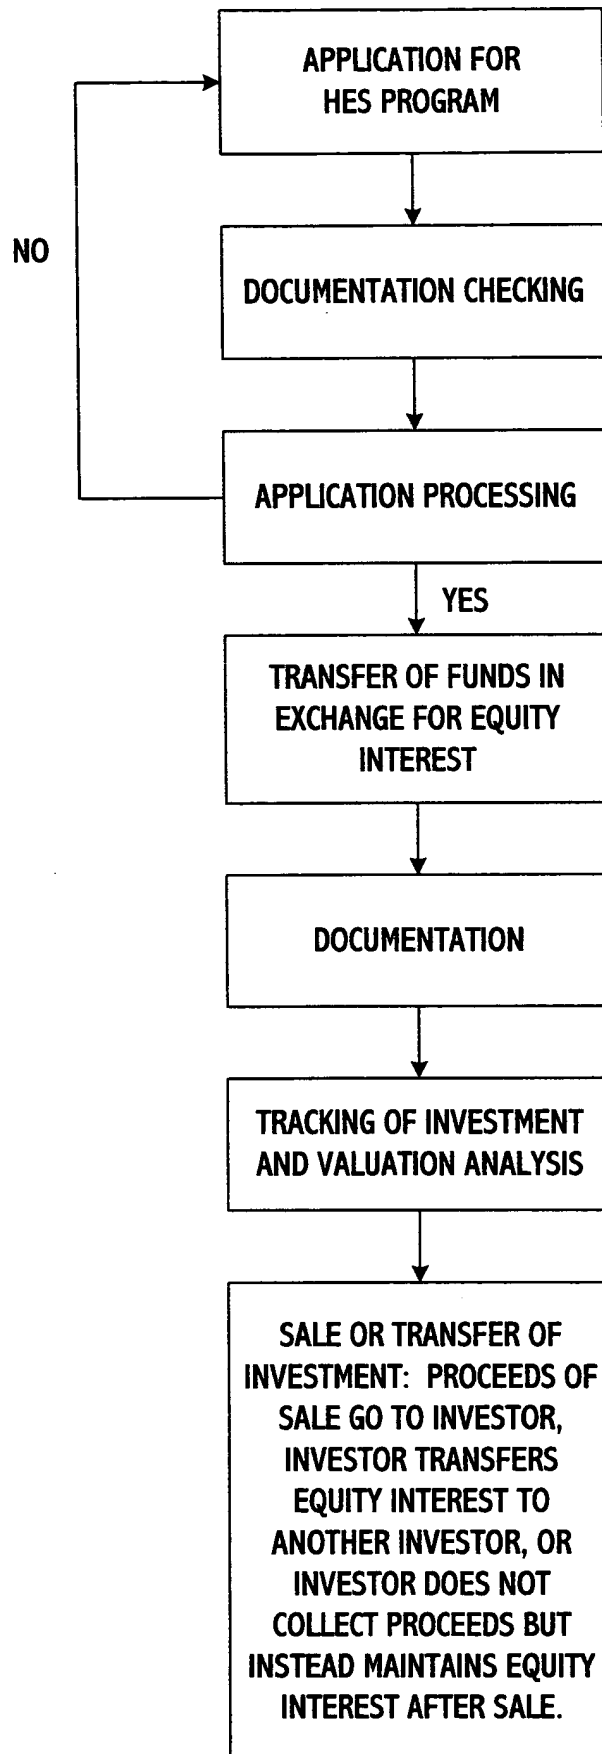 APPLICATION FOR
HES PROGRAM
NO
DOCUMENTATION CHECKING
APPLICATION PROCESSING
YES
TRANSFER OF FUNDS IN
EXCHANGE FOR EQUITY
INTEREST
DOCUMENTATION
TRACKING OF INVESTMENT
AND VALUATION ANALYSIS
SALE OR TRANSFER OF
INVESTMENT: PROCEEDS OF
SALE GO TO INVESTOR,
INVESTOR TRANSFERS
EQUITY INTEREST TO
ANOTHER INVESTOR, OR
INVESTOR DOES NOT
COLLECT PROCEEDS BUT
INSTEAD MAINTAINS EQUITY
INTEREST AFTER SALE.